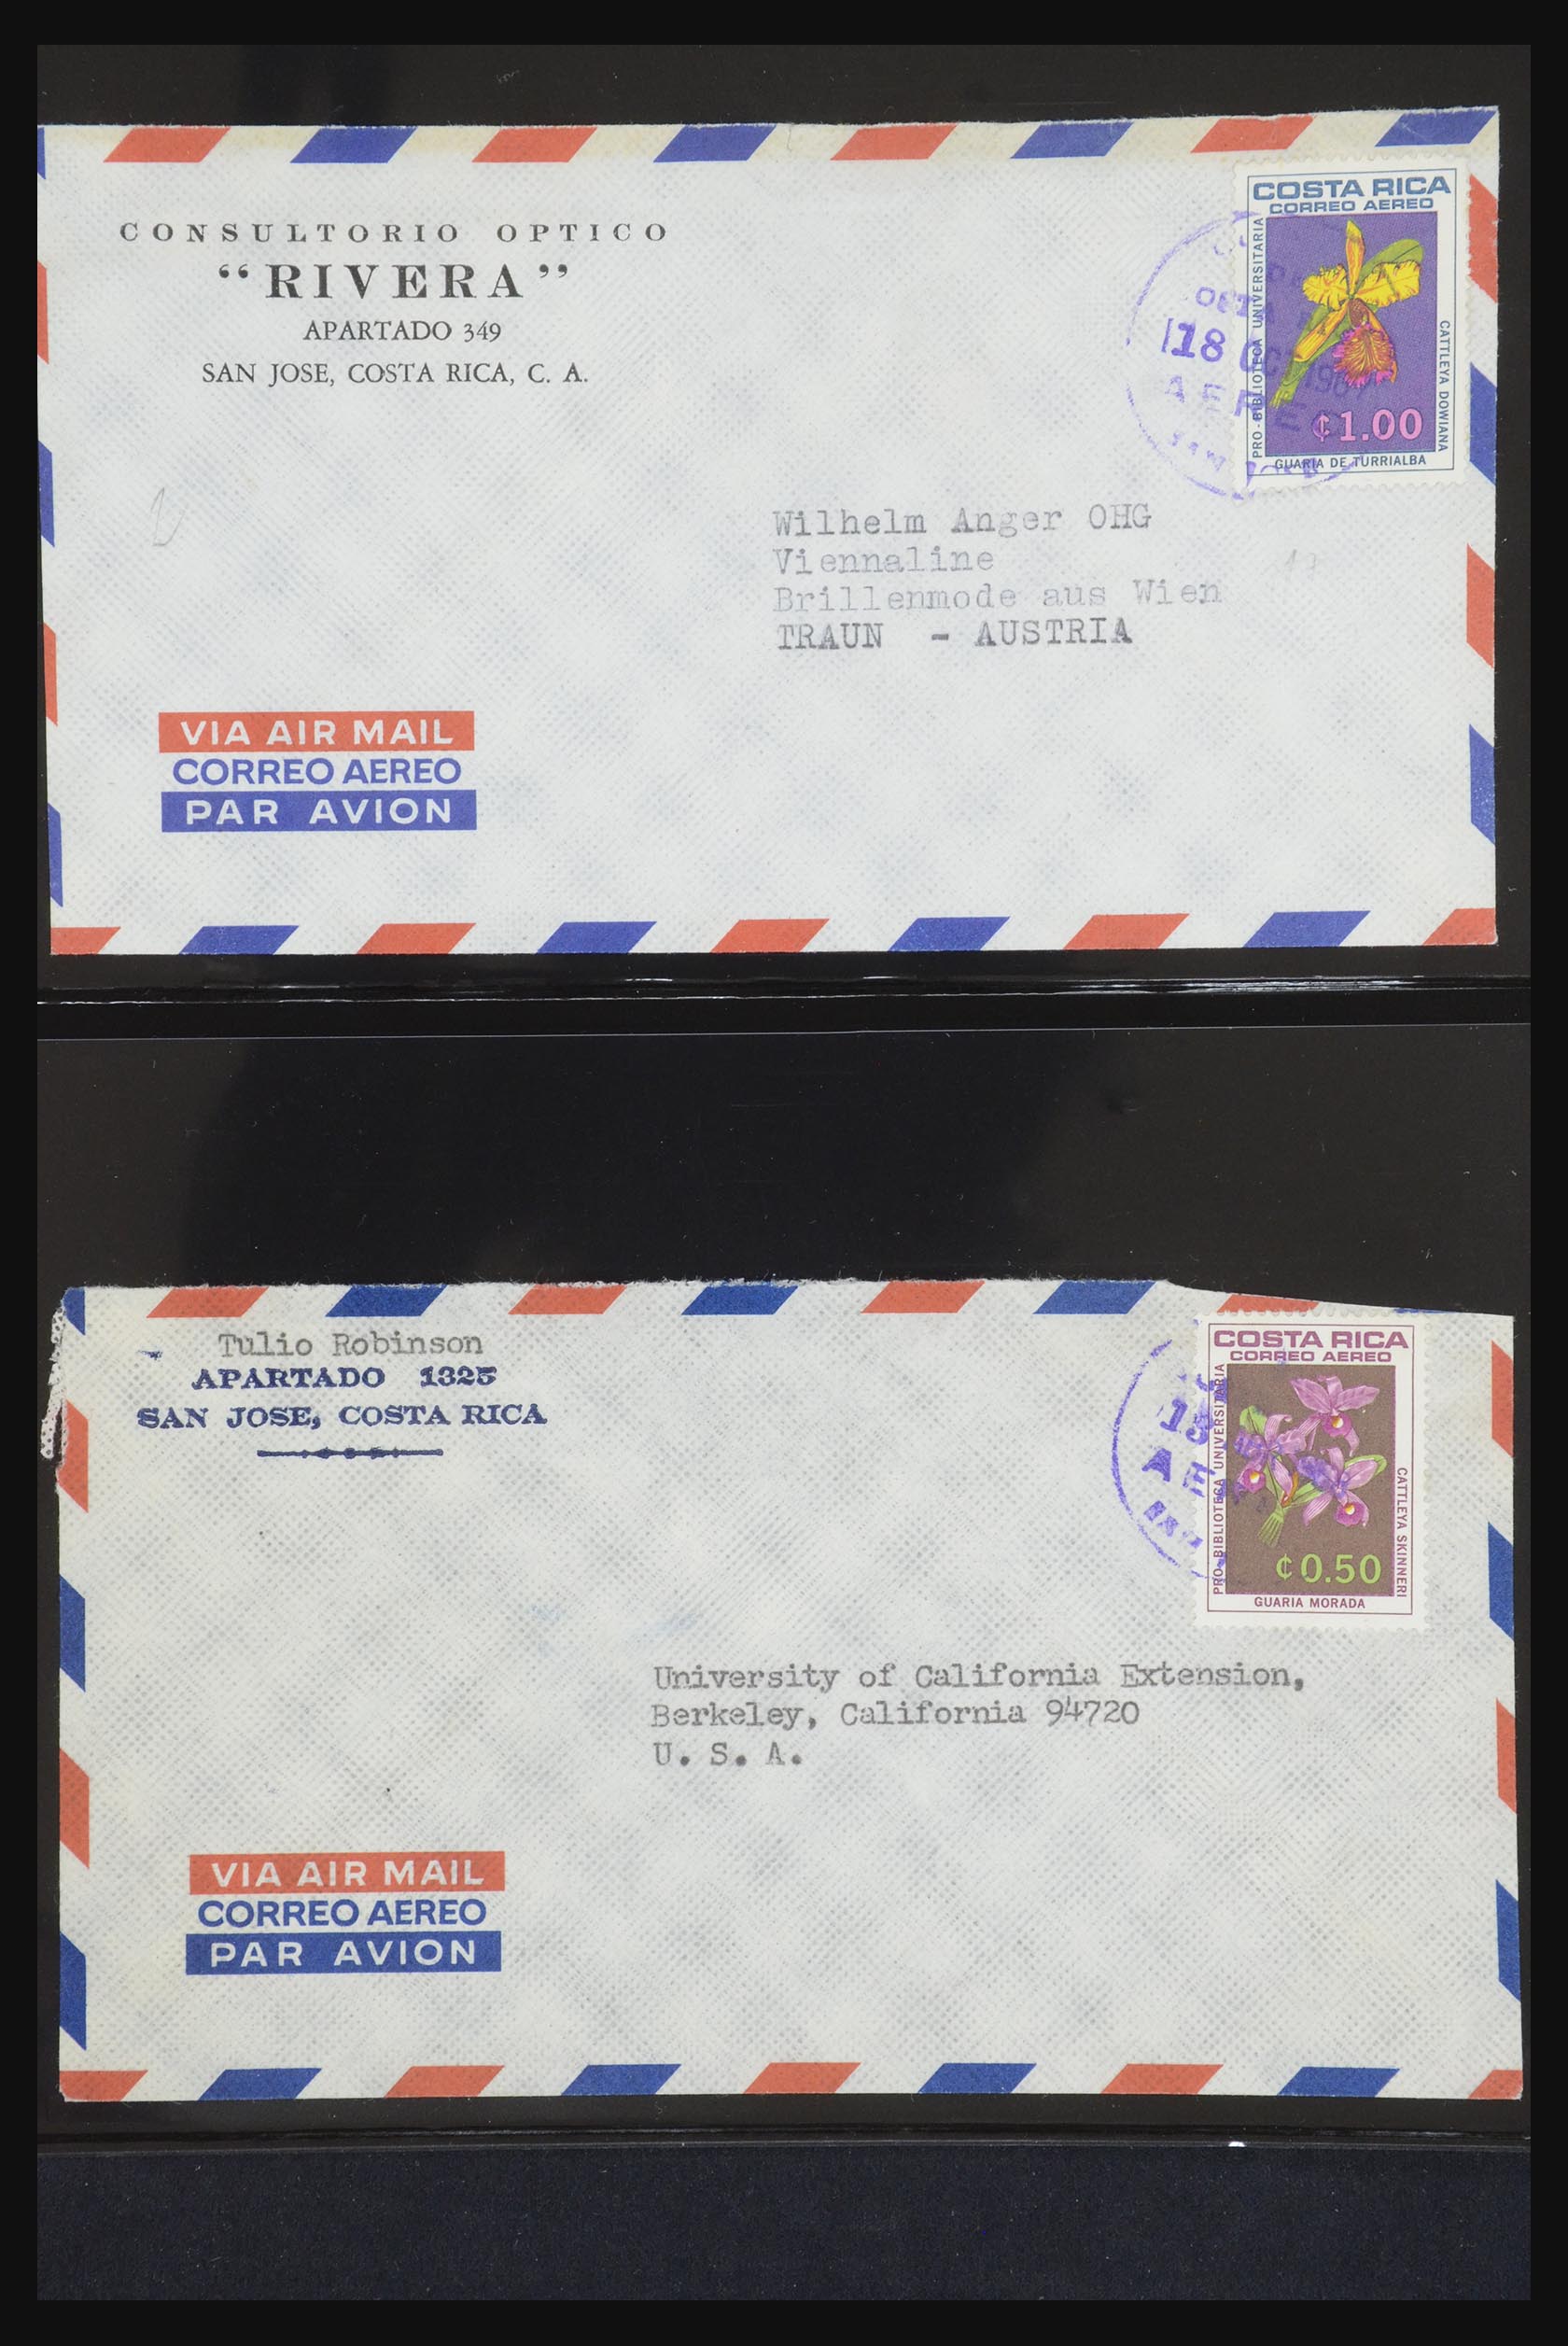 CONSULTORIO OPTICO
“RIVERA”
APARTADO 349
SAN JOSE, COSTA RICA, C. A.
COSTA RICA
CORREO AEREO
PRO-BIBLIOTECA UNIVERSITARIA
CATTLEYA DOWIANA
₡1.00
GUARIA DE TURRIALBA
18 OCT 196
AEREO
SAN JOSE
Wilhelm Anger OHG
Viennaline
Brillenmode aus Wien
TRAUN - AUSTRIA
VIA AIR MAIL
CORREO AEREO
PAR AVION
Tulio Robinson
APARTADO 1325
SAN JOSE, COSTA RICA
COSTA RICA
CORREO AEREO
PRO-BIBLIOTECA UNIVERSITARIA
CATTLEYA SKINNERI
₡0.50
GUARIA MORADA
University of California Extension,
Berkeley, California 94720
U. S. A.
VIA AIR MAIL
CORREO AEREO
PAR AVION